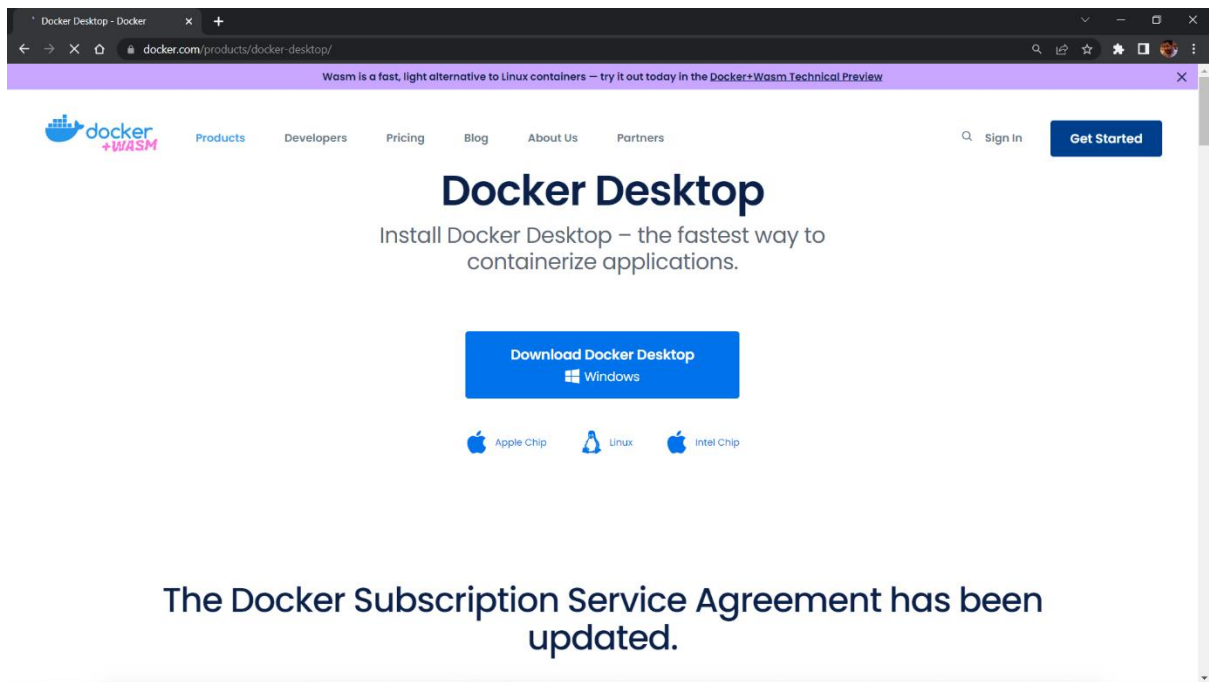 Docker Desktop - Docker
docker.com/products/docker-desktop/
Wasm is a fast, light alternative to Linux containers — try it out today in the Docker+Wasm Technical Preview
docker
+WASM
Products Developers Pricing Blog About Us Partners Sign In Get Started
Docker Desktop
Install Docker Desktop – the fastest way to
containerize applications.
Download Docker Desktop
Windows
Apple Chip Linux Intel Chip
The Docker Subscription Service Agreement has been
updated.